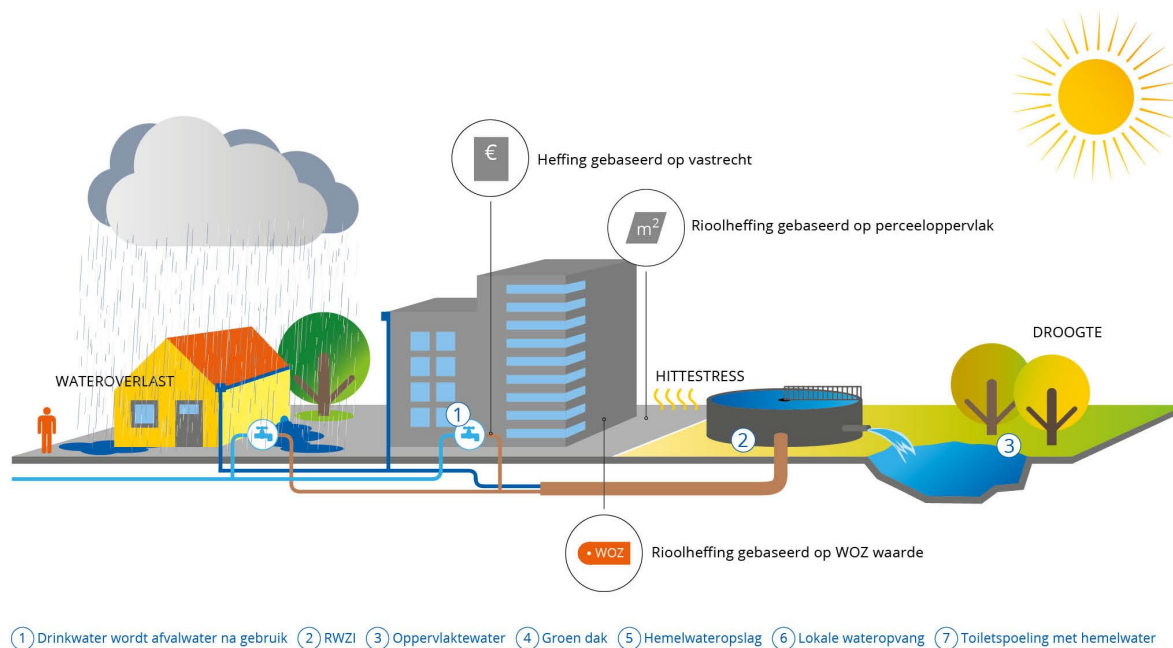 €
Heffing gebaseerd op vastrecht
m²
Rioolheffing gebaseerd op perceeloppervlak
DROOGTE
WATEROVERLAST
HITTESTRESS
1
2
3
WOZ
Rioolheffing gebaseerd op WOZ waarde
1 Drinkwater wordt afvalwater na gebruik 2 RWZI 3 Oppervlaktewater 4 Groen dak 5 Hemelwateropslag 6 Lokale wateropvang 7 Toiletspoeling met hemelwater